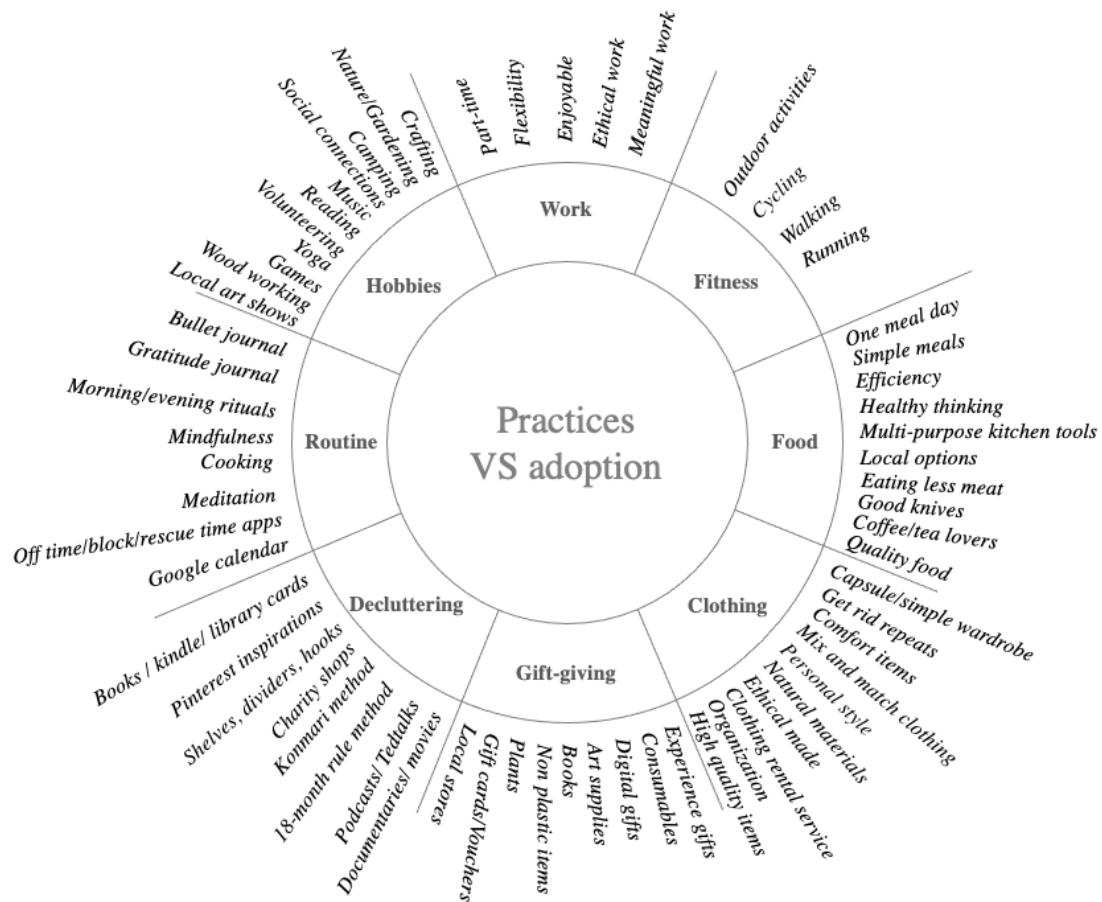 Practices
VS adoption
Work
Part-time
Flexibility
Enjoyable
Ethical work
Meaningful work
Fitness
Outdoor activities
Cycling
Walking
Running
Food
One meal day
Simple meals
Efficiency
Healthy thinking
Multi-purpose kitchen tools
Local options
Eating less meat
Good knives
Coffee/tea lovers
Quality food
Clothing
Capsule/simple wardrobe
Get rid repeats
Comfort items
Mix and match clothing
Personal style
Natural materials
Ethical made
Clothing rental service
Organization
High quality items
Gift-giving
Experience gifts
Consumables
Digital gifts
Art supplies
Books
Non plastic items
Plants
Gift cards/Vouchers
Local stores
Decluttering
Documentaries/ movies
Podcasts/ Tedtalks
18-month rule method
Konmari method
Charity shops
Shelves, dividers, hooks
Pinterest inspirations
Books / kindle/ library cards
Routine
Google calendar
Off time/block/rescue time apps
Meditation
Cooking
Mindfulness
Morning/evening rituals
Gratitude journal
Bullet journal
Hobbies
Local art shows
Wood working
Games
Yoga
Volunteering
Reading
Music
Social connections
Camping
Nature/Gardening
Crafting